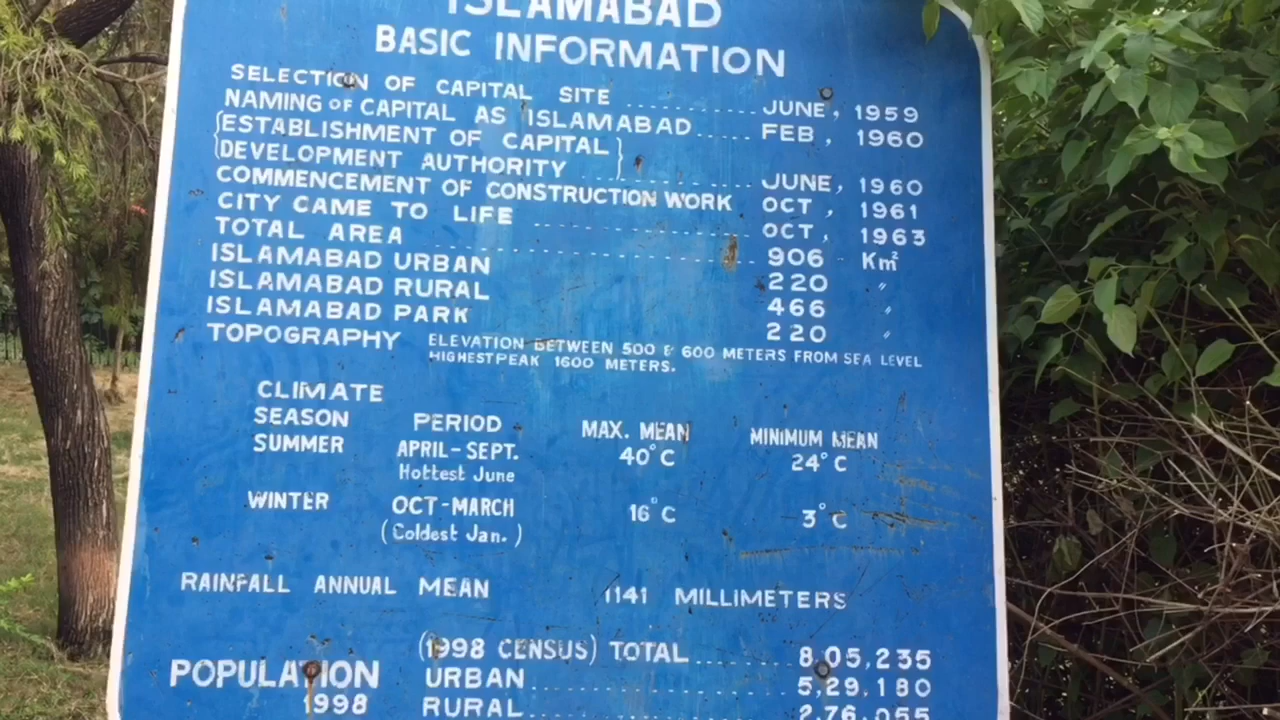 ISLAMABAD
BASIC INFORMATION
SELECTION OF CAPITAL SITE ............ JUNE, 1959
NAMING OF CAPITAL AS ISLAMABAD ...... FEB, 1960
{ESTABLISHMENT OF CAPITAL}
{DEVELOPMENT AUTHORITY} ............ JUNE, 1960
COMMENCEMENT OF CONSTRUCTION WORK OCT, 1961
CITY CAME TO LIFE ............ OCT, 1963
TOTAL AREA ............ 906 Km²
ISLAMABAD URBAN 220 "
ISLAMABAD RURAL 466 "
ISLAMABAD PARK 220 "
TOPOGRAPHY ELEVATION BETWEEN 500 & 600 METERS FROM SEA LEVEL
HIGHESTPEAK 1600 METERS.
CLIMATE
SEASON PERIOD MAX. MEAN MINIMUM MEAN
SUMMER APRIL-SEPT. 40°C 24°C
Hottest June
WINTER OCT-MARCH 16°C 3°C
(Coldest Jan.)
RAINFALL ANNUAL MEAN 1141 MILLIMETERS
(1998 CENSUS) TOTAL ...... 8,05,235
POPULATION URBAN ............ 5,29,180
1998 RURAL ............ 2,76,055